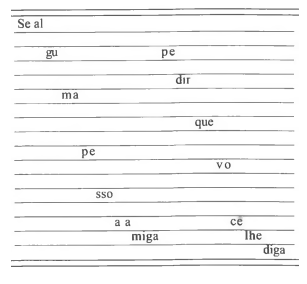 Se al
gu pe
dir
ma
que
pe
vo
sso
a a cê
miga lhe
diga